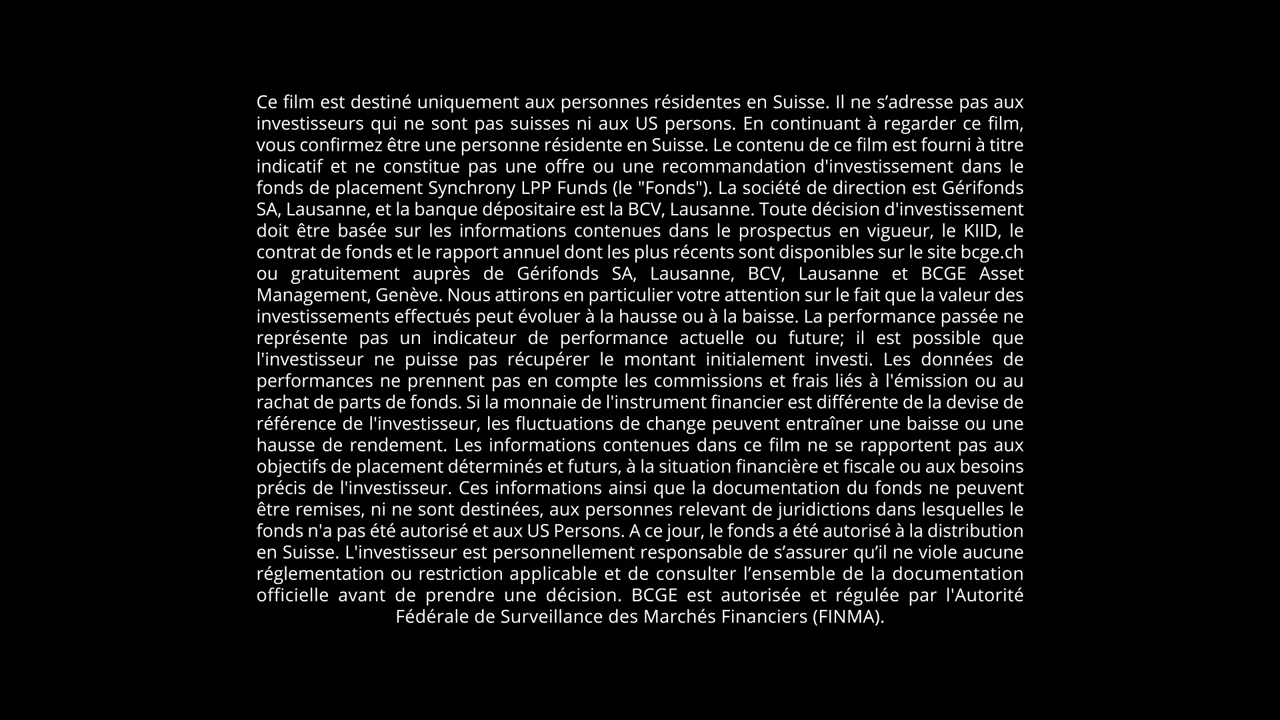 Ce film est destiné uniquement aux personnes résidentes en Suisse. Il ne s’adresse pas aux
investisseurs qui ne sont pas suisses ni aux US persons. En continuant à regarder ce film,
vous confirmez être une personne résidente en Suisse. Le contenu de ce film est fourni à titre
indicatif et ne constitue pas une offre ou une recommandation d'investissement dans le
fonds de placement Synchrony LPP Funds (le "Fonds"). La société de direction est Gérifonds
SA, Lausanne, et la banque dépositaire est la BCV, Lausanne. Toute décision d'investissement
doit être basée sur les informations contenues dans le prospectus en vigueur, le KIID, le
contrat de fonds et le rapport annuel dont les plus récents sont disponibles sur le site bcge.ch
ou gratuitement auprès de Gérifonds SA, Lausanne, BCV, Lausanne et BCGE Asset
Management, Genève. Nous attirons en particulier votre attention sur le fait que la valeur des
investissements effectués peut évoluer à la hausse ou à la baisse. La performance passée ne
représente pas un indicateur de performance actuelle ou future; il est possible que
l'investisseur ne puisse pas récupérer le montant initialement investi. Les données de
performances ne prennent pas en compte les commissions et frais liés à l'émission ou au
rachat de parts de fonds. Si la monnaie de l'instrument financier est différente de la devise de
référence de l'investisseur, les fluctuations de change peuvent entraîner une baisse ou une
hausse de rendement. Les informations contenues dans ce film ne se rapportent pas aux
objectifs de placement déterminés et futurs, à la situation financière et fiscale ou aux besoins
précis de l'investisseur. Ces informations ainsi que la documentation du fonds ne peuvent
être remises, ni ne sont destinées, aux personnes relevant de juridictions dans lesquelles le
fonds n'a pas été autorisé et aux US Persons. A ce jour, le fonds a été autorisé à la distribution
en Suisse. L'investisseur est personnellement responsable de s’assurer qu’il ne viole aucune
réglementation ou restriction applicable et de consulter l’ensemble de la documentation
officielle avant de prendre une décision. BCGE est autorisée et régulée par l'Autorité
Fédérale de Surveillance des Marchés Financiers (FINMA).